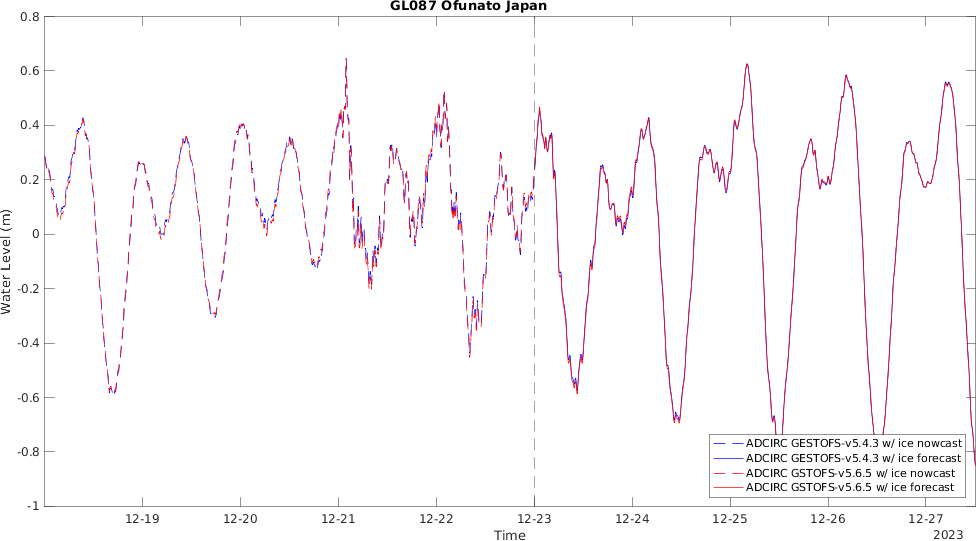 GL087 Ofunato Japan
0.8
0.6
0.4
0.2
0
-0.2
-0.4
-0.6
-0.8
-1
Water Level (m)
ADCIRC GESTOFS-v5.4.3 w/ ice nowcast
ADCIRC GESTOFS-v5.4.3 w/ ice forecast
ADCIRC GSTOFS-v5.6.5 w/ ice nowcast
ADCIRC GSTOFS-v5.6.5 w/ ice forecast
12-19 12-20 12-21 12-22 12-23 12-24 12-25 12-26 12-27
Time
2023